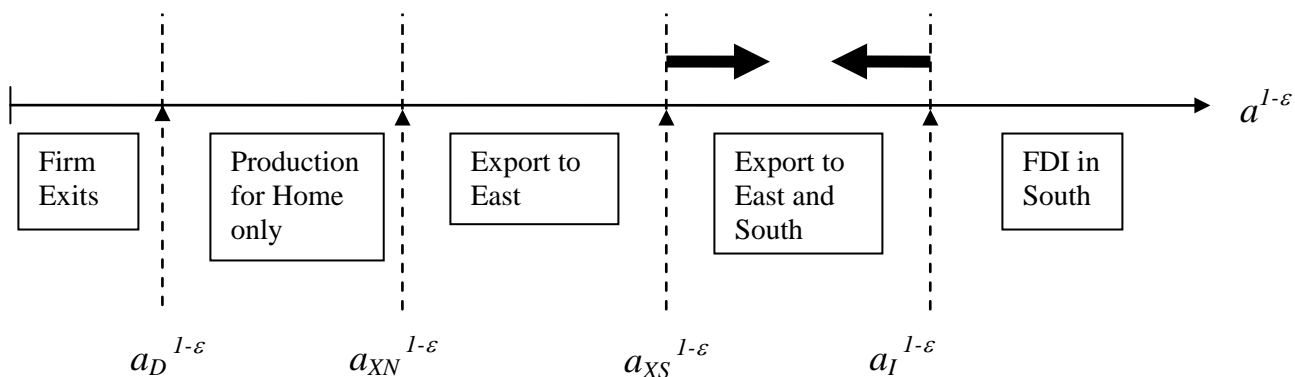 a^{1-ε}
Firm
Exits
Production
for Home
only
Export to
East
Export to
East and
South
FDI in
South
a_D^{1-ε}
a_{XN}^{1-ε}
a_{XS}^{1-ε}
a_I^{1-ε}